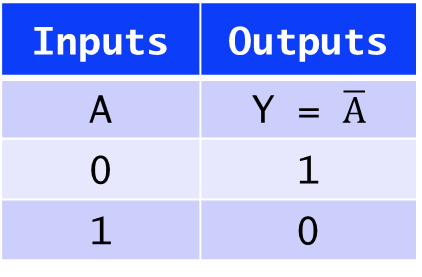 Inputs Outputs
A Y = A̅
0 1
1 0